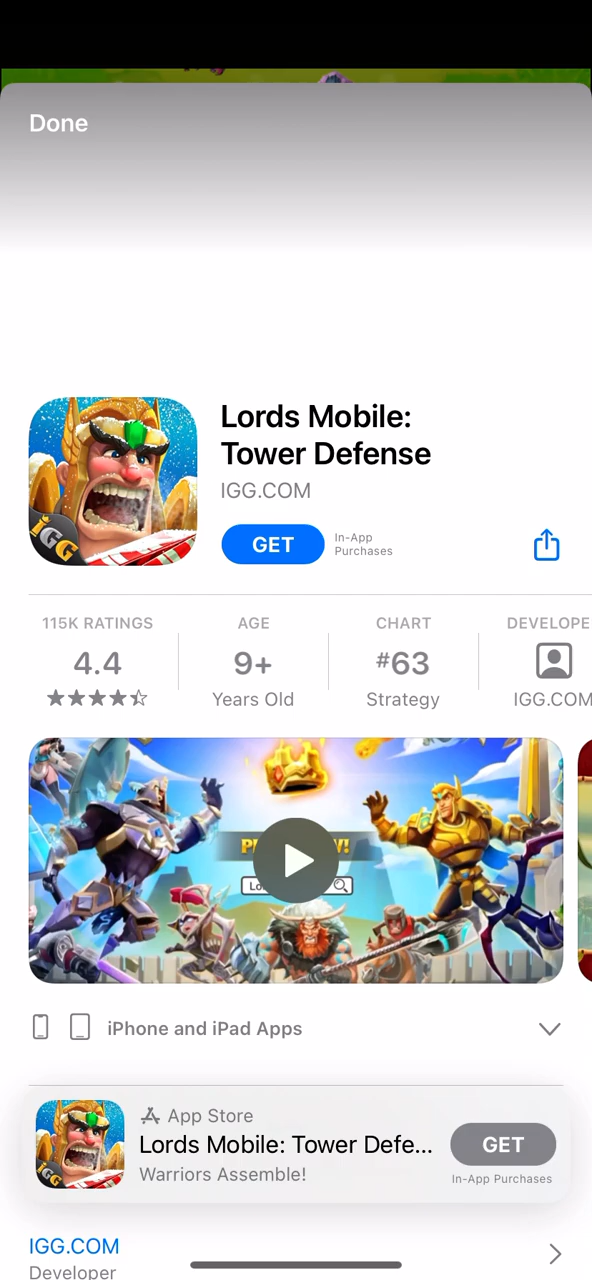 Done
Lords Mobile:
Tower Defense
IGG.COM
GET
In-App
Purchases
IGG
115K RATINGS
4.4
AGE
9+
Years Old
CHART
#63
Strategy
DEVELOPE
IGG.COM
iPhone and iPad Apps
App Store
Lords Mobile: Tower Defe...
Warriors Assemble!
GET
In-App Purchases
IGG
IGG.COM
Developer